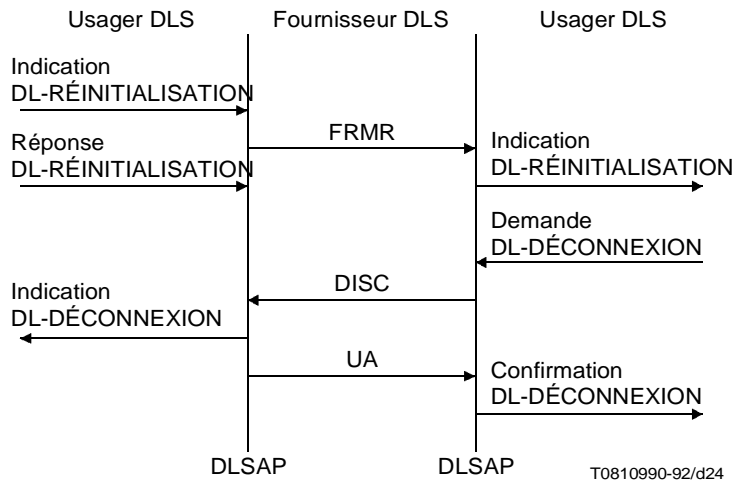 Usager DLS
Fournisseur DLS
Usager DLS
Indication
DL-RÉINITIALISATION
FRMR
Réponse
DL-RÉINITIALISATION
Indication
DL-RÉINITIALISATION
Demande
DL-DÉCONNEXION
DISC
Indication
DL-DÉCONNEXION
UA
Confirmation
DL-DÉCONNEXION
DLSAP
DLSAP
T0810990-92/d24